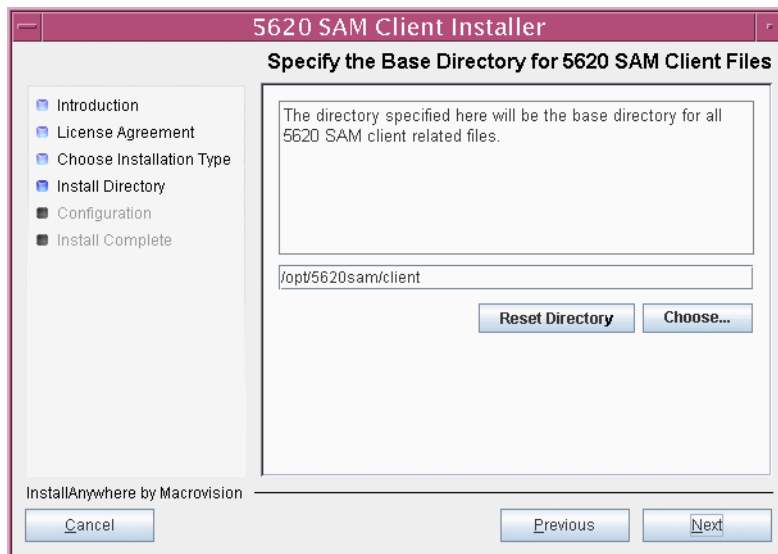 5620 SAM Client Installer
Specify the Base Directory for 5620 SAM Client Files
Introduction
License Agreement
Choose Installation Type
Install Directory
Configuration
Install Complete
The directory specified here will be the base directory for all
5620 SAM client related files.
/opt/5620sam/client
Reset Directory
Choose...
InstallAnywhere by Macrovision
Cancel
Previous
Next